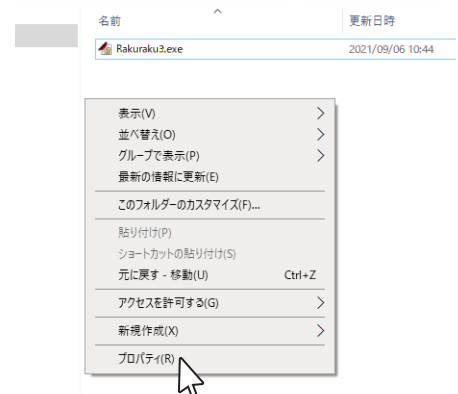 名前
更新日時
Rakuraku3.exe
2021/09/06 10:44
表示(V)
並べ替え(O)
グループで表示(P)
最新の情報に更新(E)
このフォルダーのカスタマイズ(F)...
貼り付け(P)
ショートカットの貼り付け(S)
元に戻す - 移動(U) Ctrl+Z
アクセスを許可する(G)
新規作成(X)
プロパティ(R)